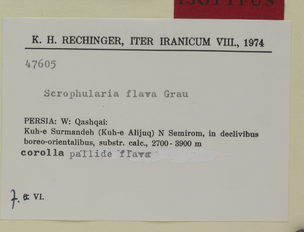 ISOTYPUS
K. H. RECHINGER, ITER IRANICUM VIII., 1974
47605
Scrophularia flava Grau
PERSIA: W: Qashqai:
Kuh-e Surmandeh (Kuh-e Alijuq) N Semirom, in declivibus
boreo-orientalibus, substr. calc., 2700 - 3900 m
corolla pallide flava
7. VI.